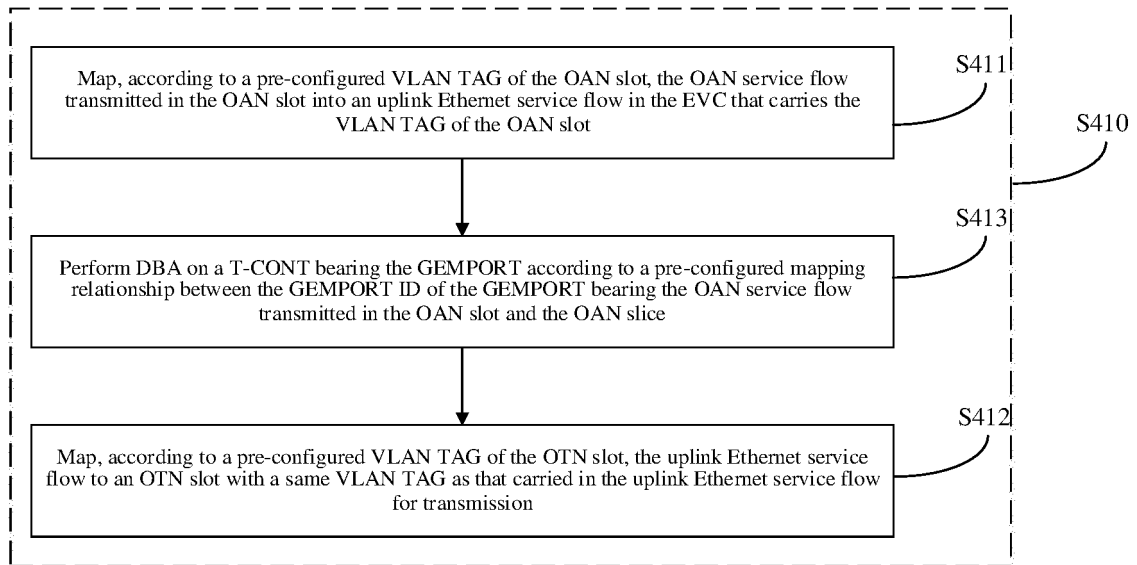 Map, according to a pre-configured VLAN TAG of the OAN slot, the OAN service flow
transmitted in the OAN slot into an uplink Ethernet service flow in the EVC that carries the
VLAN TAG of the OAN slot
S411
S410
Perform DBA on a T-CONT bearing the GEMPORT according to a pre-configured mapping
relationship between the GEMPORT ID of the GEMPORT bearing the OAN service flow
transmitted in the OAN slot and the OAN slice
S413
Map, according to a pre-configured VLAN TAG of the OTN slot, the uplink Ethernet service
flow to an OTN slot with a same VLAN TAG as that carried in the uplink Ethernet service flow
for transmission
S412